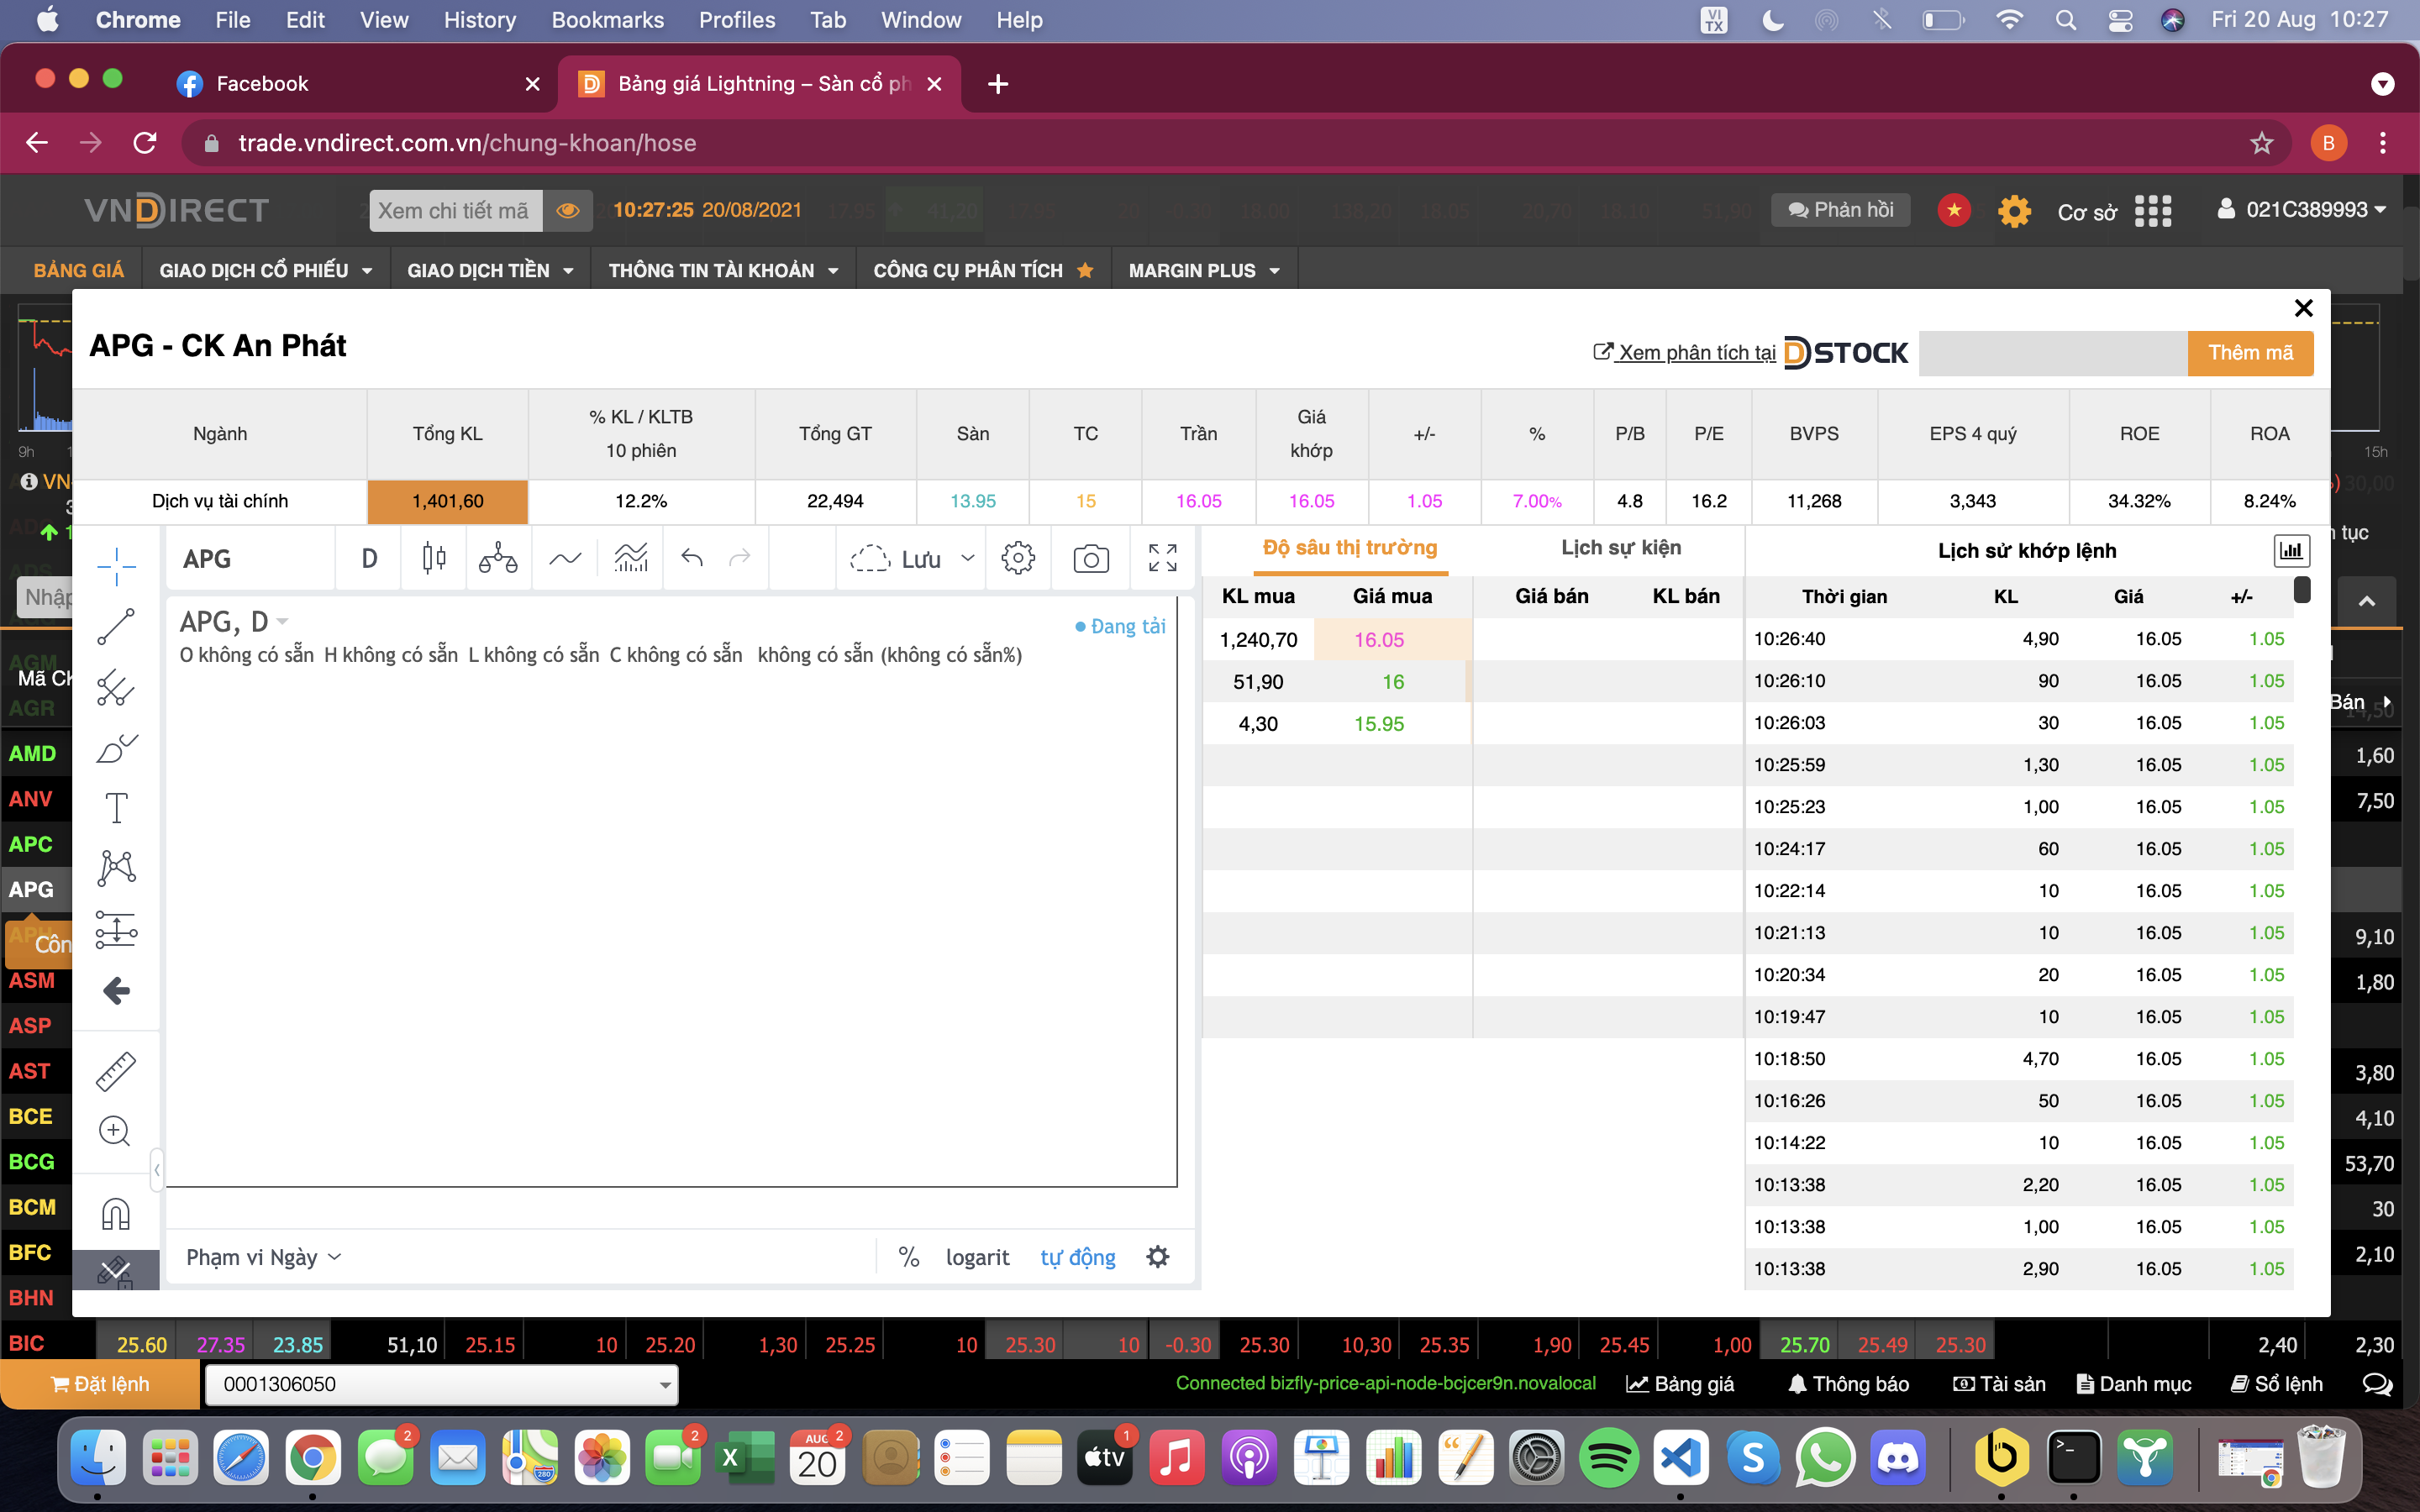 Chrome File Edit View History Bookmarks Profiles Tab Window Help VI TX Fri 20 Aug 10:27
Facebook Bảng giá Lightning – Sàn cổ ph
trade.vndirect.com.vn/chung-khoan/hose B
VNDIRECT Xem chi tiết mã 10:27:25 20/08/2021 Phản hồi Cơ sở 021C389993
BẢNG GIÁ GIAO DỊCH CỔ PHIẾU GIAO DỊCH TIỀN THÔNG TIN TÀI KHOẢN CÔNG CỤ PHÂN TÍCH MARGIN PLUS
APG - CK An Phát Xem phân tích tại DSTOCK Thêm mã
Ngành Tổng KL % KL / KLTB 10 phiên Tổng GT Sàn TC Trần Giá khớp +/- % P/B P/E BVPS EPS 4 quý ROE ROA
Dịch vụ tài chính 1,401,60 12.2% 22,494 13.95 15 16.05 16.05 1.05 7.00% 4.8 16.2 11,268 3,343 34.32% 8.24%
9h 15h
VN-
APG D Lưu Độ sâu thị trường Lịch sự kiện Lịch sử khớp lệnh
Nhập
APG, D Đang tải
O không có sẵn H không có sẵn L không có sẵn C không có sẵn không có sẵn (không có sẵn%)
KL mua Giá mua Giá bán KL bán Thời gian KL Giá +/-
1,240,70 16.05 10:26:40 4,90 16.05 1.05
51,90 16 10:26:10 90 16.05 1.05
4,30 15.95 10:26:03 30 16.05 1.05
10:25:59 1,30 16.05 1.05
10:25:23 1,00 16.05 1.05
10:24:17 60 16.05 1.05
10:22:14 10 16.05 1.05
10:21:13 10 16.05 1.05
10:20:34 20 16.05 1.05
10:19:47 10 16.05 1.05
10:18:50 4,70 16.05 1.05
10:16:26 50 16.05 1.05
10:14:22 10 16.05 1.05
10:13:38 2,20 16.05 1.05
10:13:38 1,00 16.05 1.05
10:13:38 2,90 16.05 1.05
Mã CK Bán
AGM
AGR
AMD 1,60
ANV 7,50
APC
APG
APH Côn 9,10
ASM 1,80
ASP
AST 3,80
BCE 4,10
BCG 53,70
BCM 30
BFC 2,10
BHN
Phạm vi Ngày % logarit tự động
BIC 25.60 27.35 23.85 51,10 25.15 10 25.20 1,30 25.25 10 25.30 10 -0.30 25.30 10,30 25.35 1,90 25.45 1,00 25.70 25.49 25.30 2,40 2,30
Đặt lệnh 0001306050 Connected bizfly-price-api-node-bcjcer9n.novalocal Bảng giá Thông báo Tài sản Danh mục Sổ lệnh
2 2 AUG 20 2 tv 1